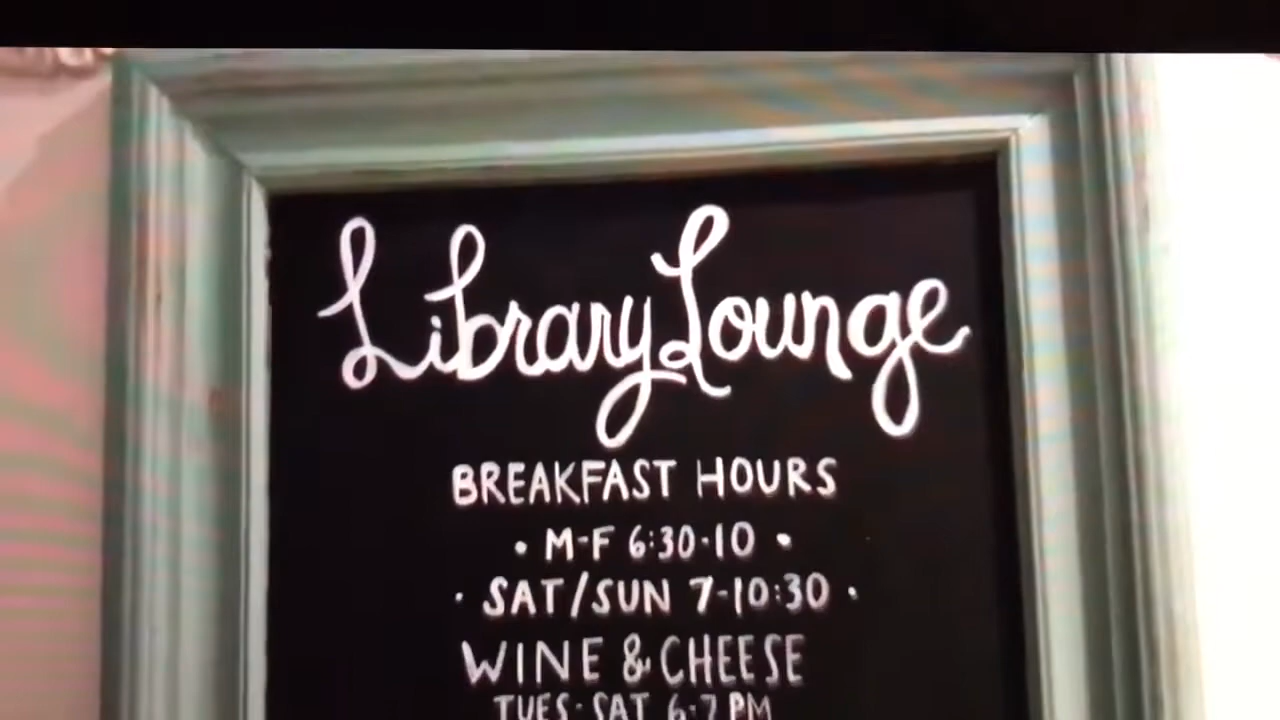 Library Lounge
BREAKFAST HOURS
• M-F 6:30-10 •
· SAT/SUN 7-10:30 ·
WINE & CHEESE
TUES-SAT 6-7 PM